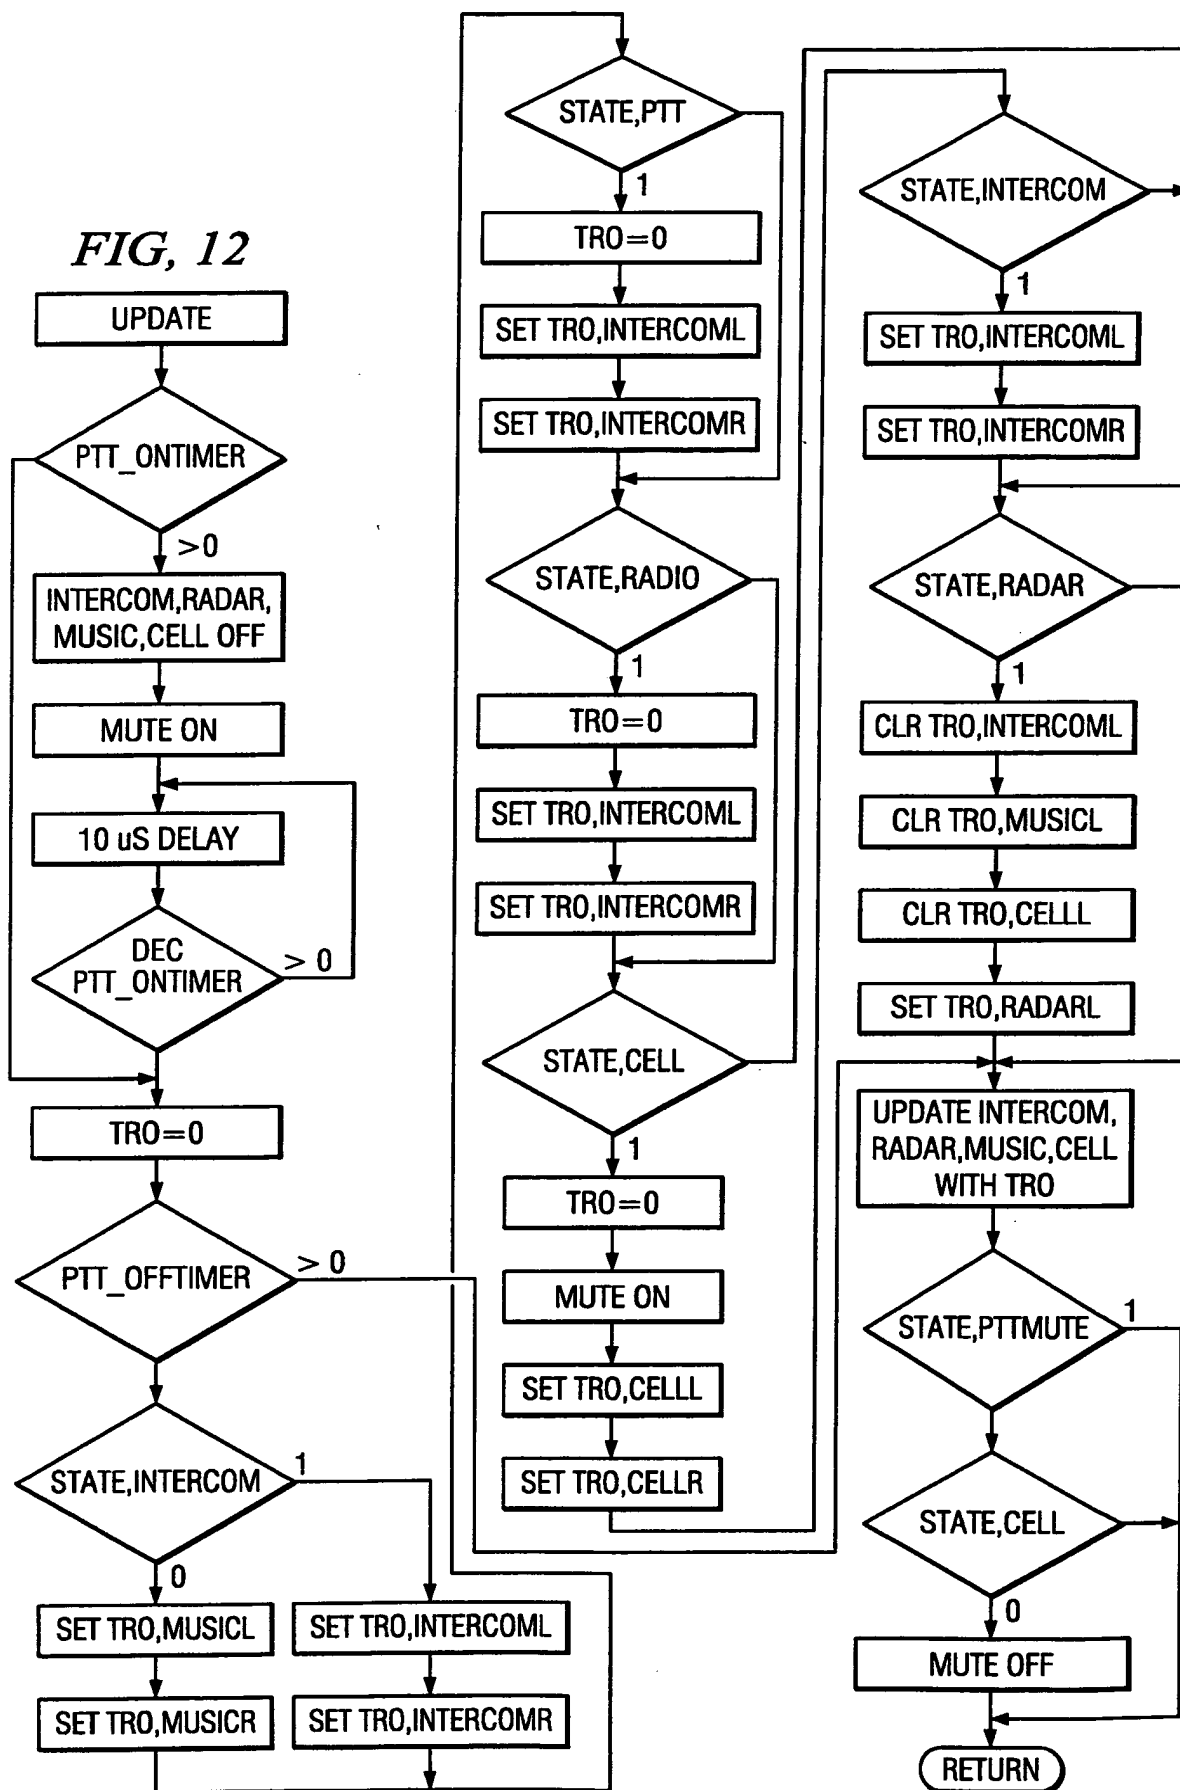 FIG, 12
UPDATE
PTT_ONTIMER
>0
INTERCOM,RADAR,
MUSIC,CELL OFF
MUTE ON
10 uS DELAY
DEC
PTT_ONTIMER
> 0
TRO=0
PTT_OFFTIMER
> 0
STATE,INTERCOM
1
0
SET TRO,MUSICL
SET TRO,MUSICR
SET TRO,INTERCOML
SET TRO,INTERCOMR
STATE,PTT
1
TRO=0
SET TRO,INTERCOML
SET TRO,INTERCOMR
STATE,RADIO
1
TRO=0
SET TRO,INTERCOML
SET TRO,INTERCOMR
STATE,CELL
1
TRO=0
MUTE ON
SET TRO,CELLL
SET TRO,CELLR
STATE,INTERCOM
1
SET TRO,INTERCOML
SET TRO,INTERCOMR
STATE,RADAR
1
CLR TRO,INTERCOML
CLR TRO,MUSICL
CLR TRO,CELLL
SET TRO,RADARL
UPDATE INTERCOM,
RADAR,MUSIC,CELL
WITH TRO
STATE,PTTMUTE
1
STATE,CELL
0
MUTE OFF
RETURN